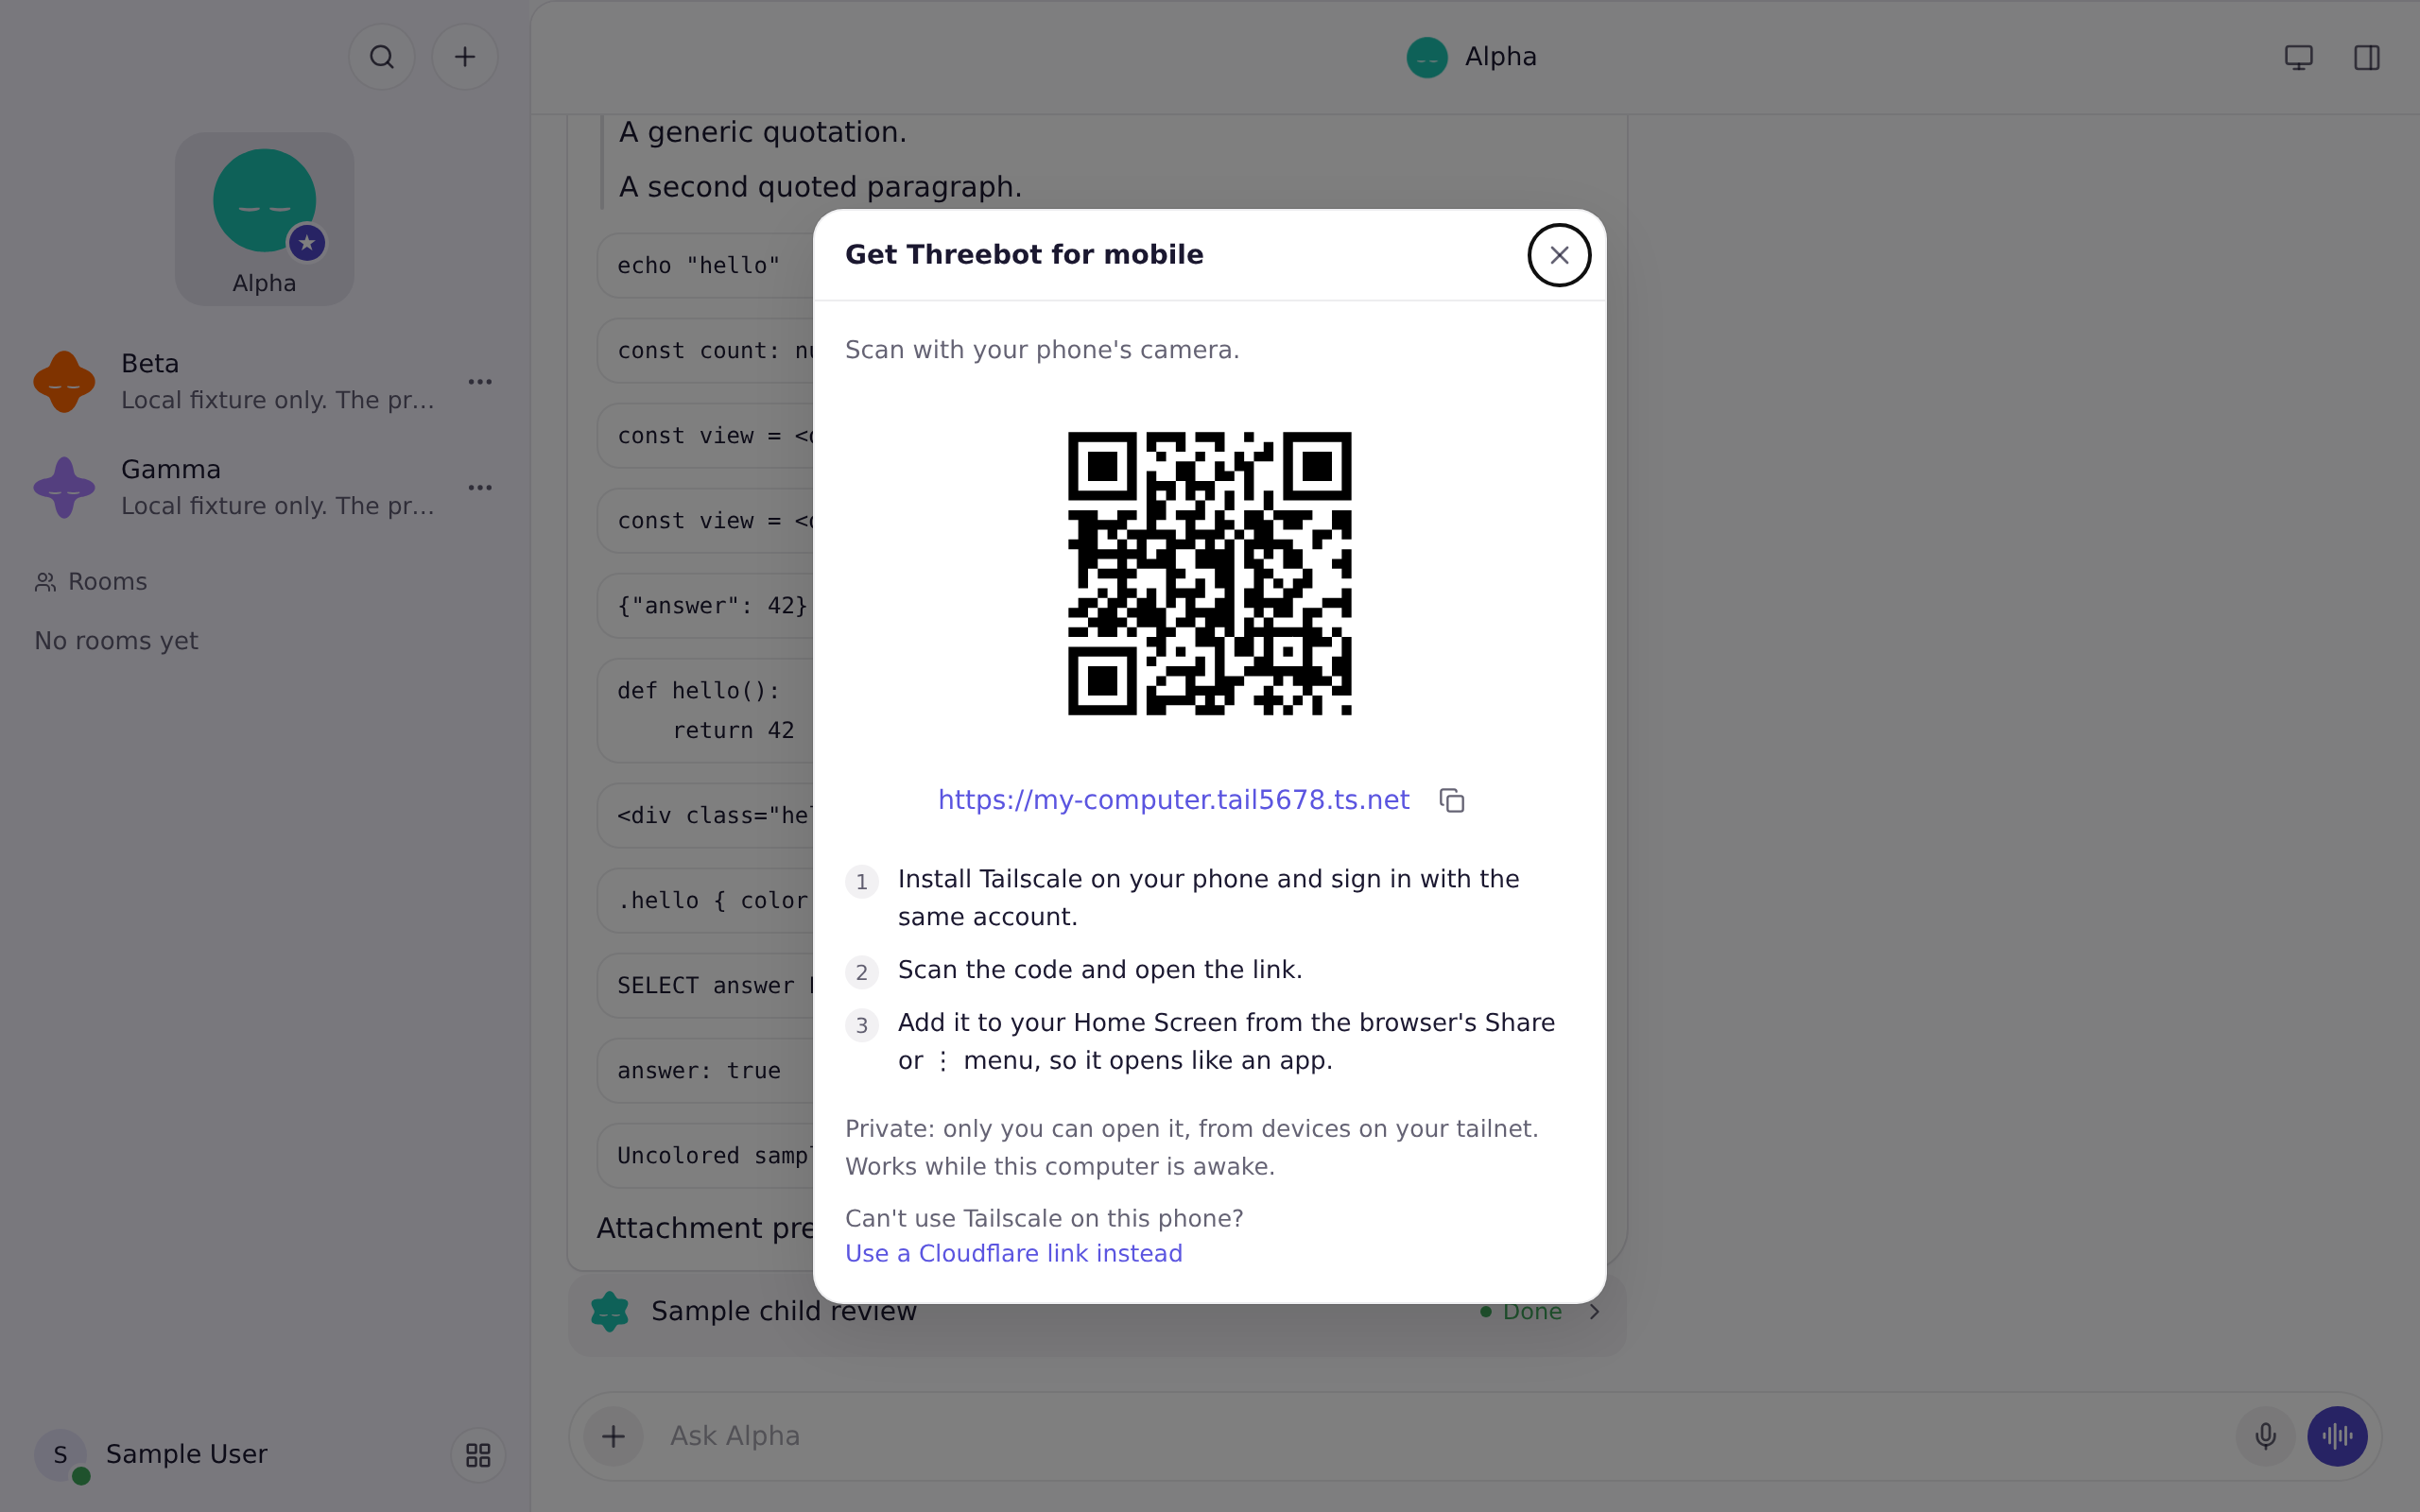 Alpha
Alpha
Beta
Local fixture only. The pr...
Gamma
Local fixture only. The pr...
Rooms
No rooms yet
S
Sample User
A generic quotation.
A second quoted paragraph.
echo "hello"
const count:
const view =
const view =
{"answer": 42}
def hello():
return 42
<div
.hello { color
SELECT answer
answer: true
Uncolored
Attachment
Sample child review
Done
Ask Alpha
Get Threebot for mobile
Scan with your phone's camera.
https://my-computer.tail5678.ts.net
1 Install Tailscale on your phone and sign in with the
same account.
2 Scan the code and open the link.
3 Add it to your Home Screen from the browser's Share
or ⋮ menu, so it opens like an app.
Private: only you can open it, from devices on your tailnet.
Works while this computer is awake.
Can't use Tailscale on this phone?
Use a Cloudflare link instead